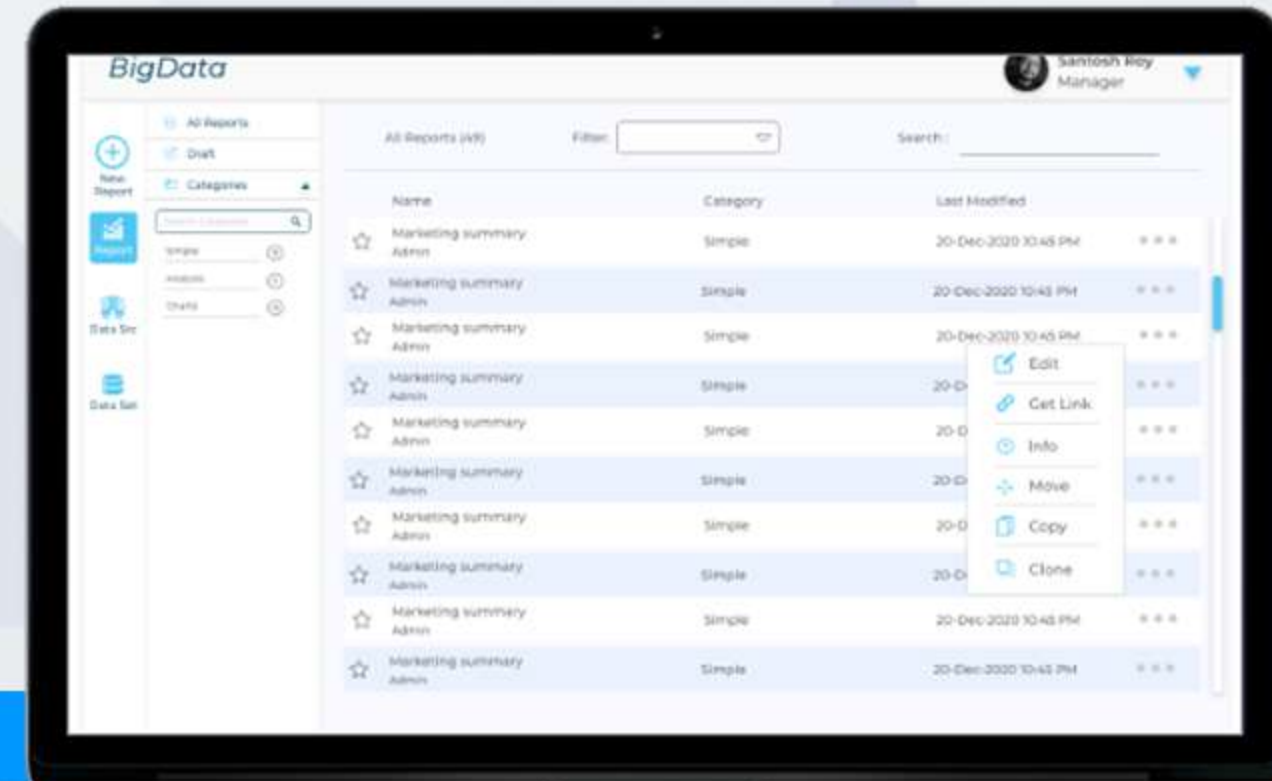 BigData
Santosh Roy
Manager
All Reports
Draft
Categories
New
Report
Report
Simple
Analysis
Charts
Data Src
Data Set
All Reports (49)
Filter:
Search :
Name Category Last Modified
Marketing summary Simple 20-Dec-2020 10:45 PM
Admin
Marketing summary Simple 20-Dec-2020 10:45 PM
Admin
Marketing summary Simple 20-Dec-2020 10:45 PM
Admin
Marketing summary Simple
Admin
Marketing summary Simple
Admin
Marketing summary Simple
Admin
Marketing summary Simple
Admin
Marketing summary Simple
Admin
Marketing summary Simple 20-Dec-2020 10:45 PM
Admin
Marketing summary Simple 20-Dec-2020 10:45 PM
Admin
Edit
Get Link
Info
Move
Copy
Clone